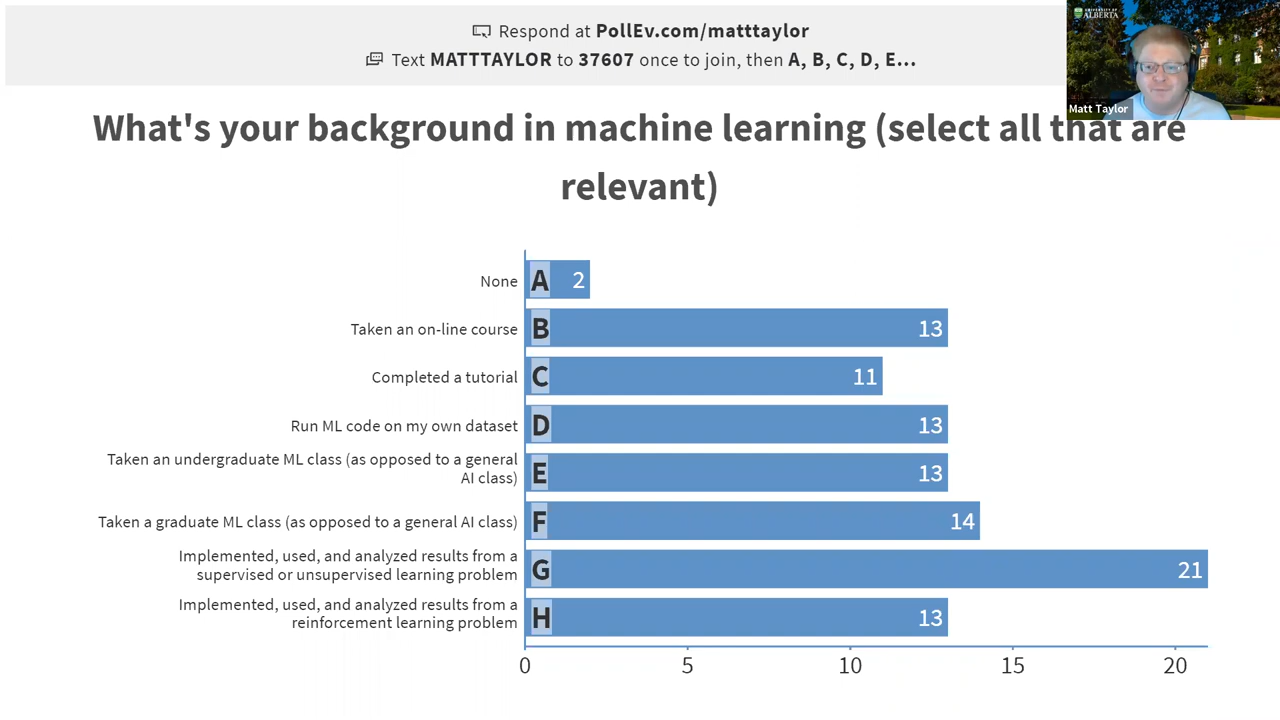 Respond at PollEv.com/matttaylor
Text MATTTAYLOR to 37607 once to join, then A, B, C, D, E...
UNIVERSITY OF
ALBERTA
Matt Taylor
What's your background in machine learning (select all that are
relevant)
None A 2
Taken an on-line course B 13
Completed a tutorial C 11
Run ML code on my own dataset D 13
Taken an undergraduate ML class (as opposed to a general
AI class) E 13
Taken a graduate ML class (as opposed to a general AI class) F 14
Implemented, used, and analyzed results from a
supervised or unsupervised learning problem G 21
Implemented, used, and analyzed results from a
reinforcement learning problem H 13
0 5 10 15 20